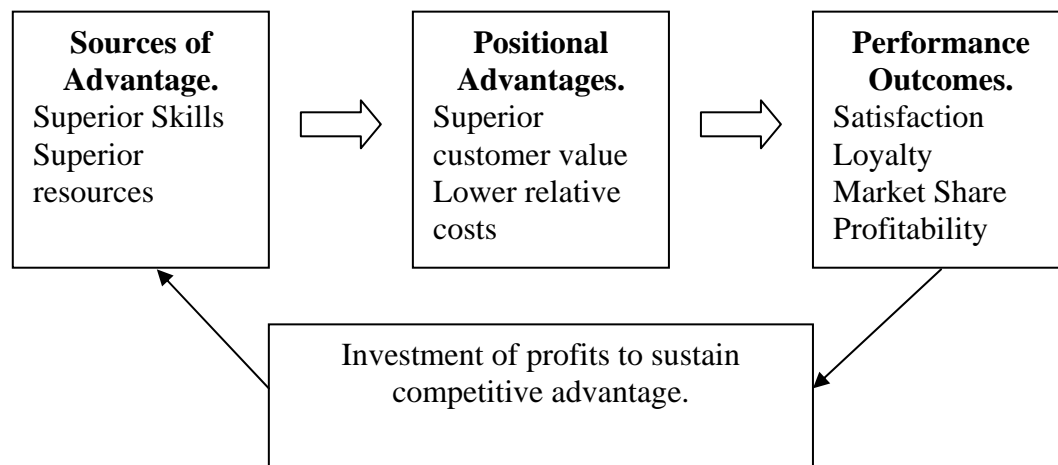 Sources of
Advantage.
Superior Skills
Superior
resources
Positional
Advantages.
Superior
customer value
Lower relative
costs
Performance
Outcomes.
Satisfaction
Loyalty
Market Share
Profitability
Investment of profits to sustain
competitive advantage.